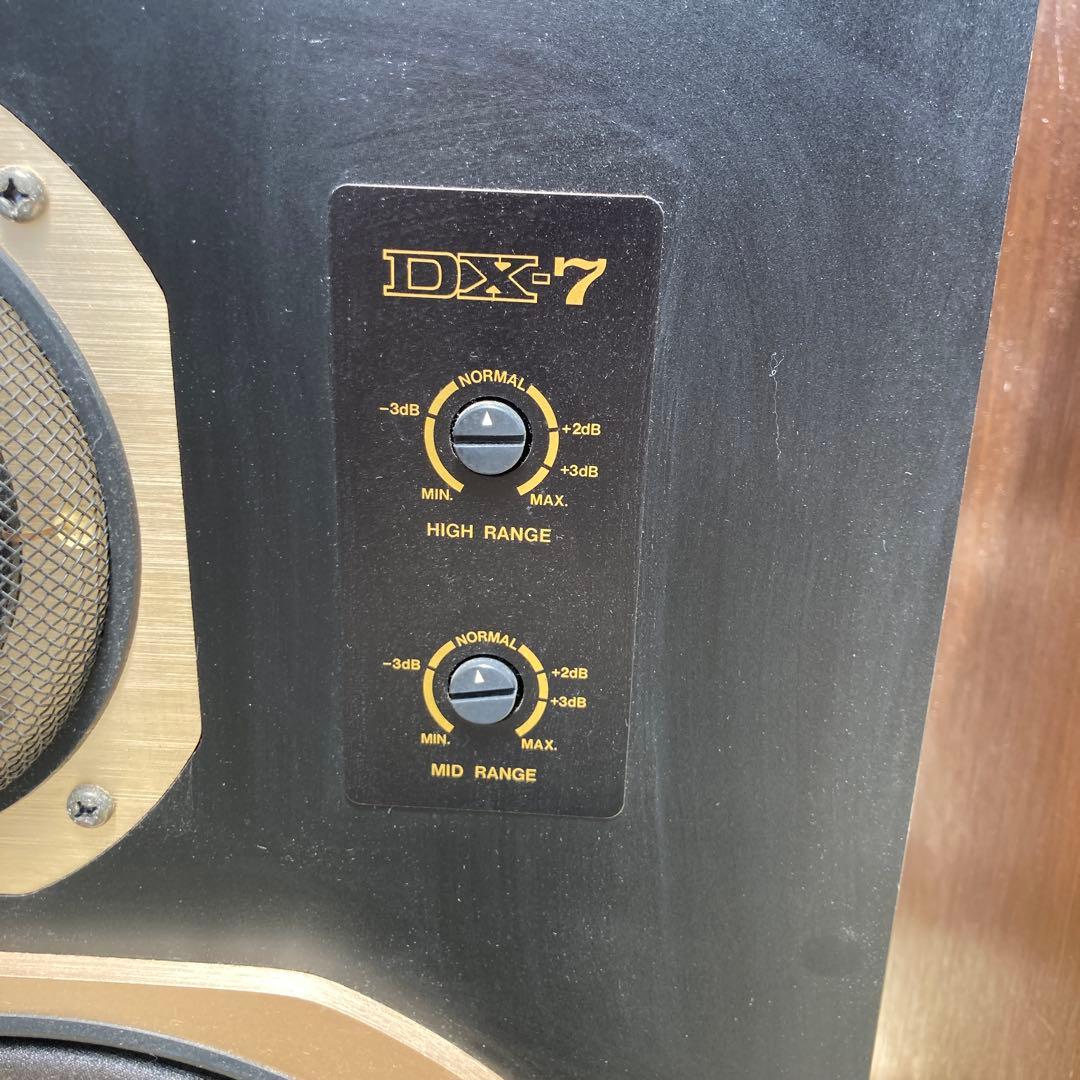 DX-7
NORMAL
-3dB
+2dB
+3dB
MIN.
MAX.
HIGH RANGE
NORMAL
-3dB
+2dB
+3dB
MIN.
MAX.
MID RANGE